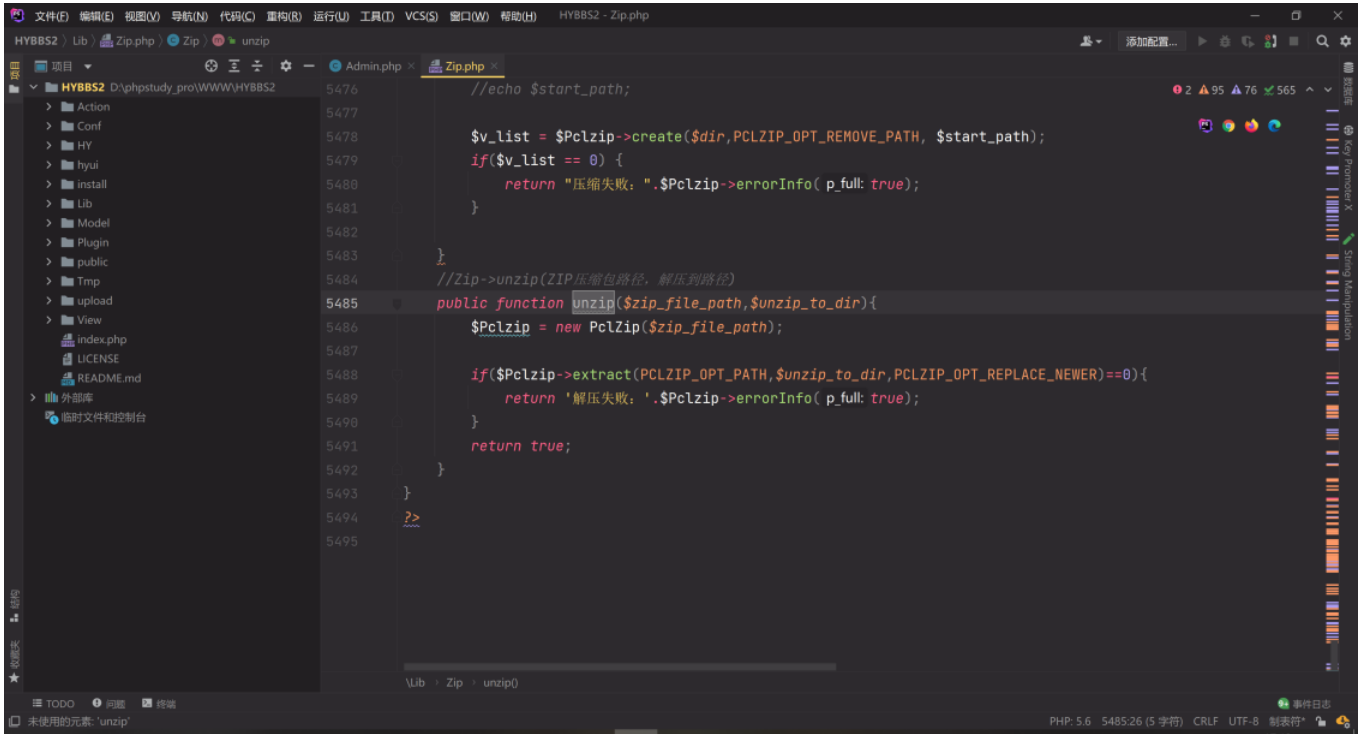 文件(F) 编辑(E) 视图(V) 导航(N) 代码(C) 重构(R) 运行(U) 工具(T) VCS(S) 窗口(W) 帮助(H) HYBBS2 - Zip.php
HYBBS2 〉 Lib 〉 Zip.php 〉 Zip 〉 unzip 添加配置...
项目 Admin.php × Zip.php ×
HYBBS2 D:\phpstudy_pro\WWW\HYBBS2
Action
Conf
HY
hyui
install
Lib
Model
Plugin
public
Tmp
upload
View
index.php
LICENSE
README.md
外部库
临时文件和控制台
2 95 76 565
5476 //echo $start_path;
5477
5478 $v_list = $Pclzip->create($dir,PCLZIP_OPT_REMOVE_PATH, $start_path);
5479 if($v_list == 0) {
5480 return "压缩失败: ".$Pclzip->errorInfo( p_full: true);
5481 }
5482
5483 }
5484 //Zip->unzip(ZIP压缩包路径，解压到路径)
5485 public function unzip($zip_file_path,$unzip_to_dir){
5486 $Pclzip = new PclZip($zip_file_path);
5487
5488 if($Pclzip->extract(PCLZIP_OPT_PATH,$unzip_to_dir,PCLZIP_OPT_REPLACE_NEWER)==0){
5489 return '解压失败: '.$Pclzip->errorInfo( p_full: true);
5490 }
5491 return true;
5492 }
5493 }
5494 ?>
5495
项目
结构
收藏夹
数据库
Key Promoter X
String Manipulation
\Lib › Zip › unzip()
TODO 问题 终端 9+ 事件日志
未使用的元素: 'unzip' PHP: 5.6 5485:26 (5 字符) CRLF UTF-8 制表符*